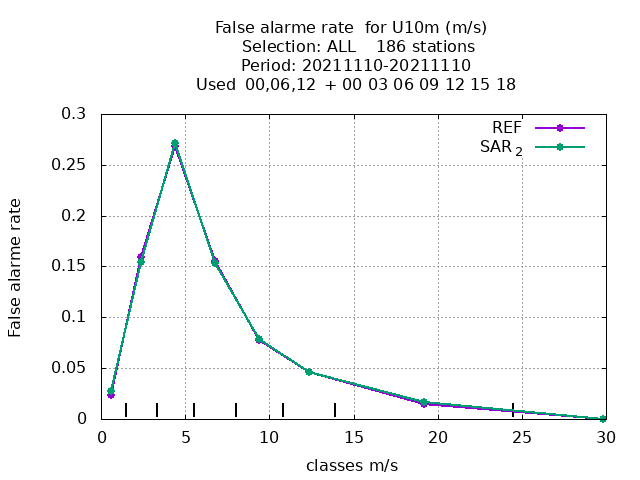 False alarme rate  for U10m (m/s)
Selection: ALL    186 stations
Period: 20211110-20211110
Used  00,06,12  + 00 03 06 09 12 15 18
0.3
0.25
0.2
0.15
0.1
0.05
0
False alarme rate
REF
SAR 2
0 5 10 15 20 25 30
classes m/s